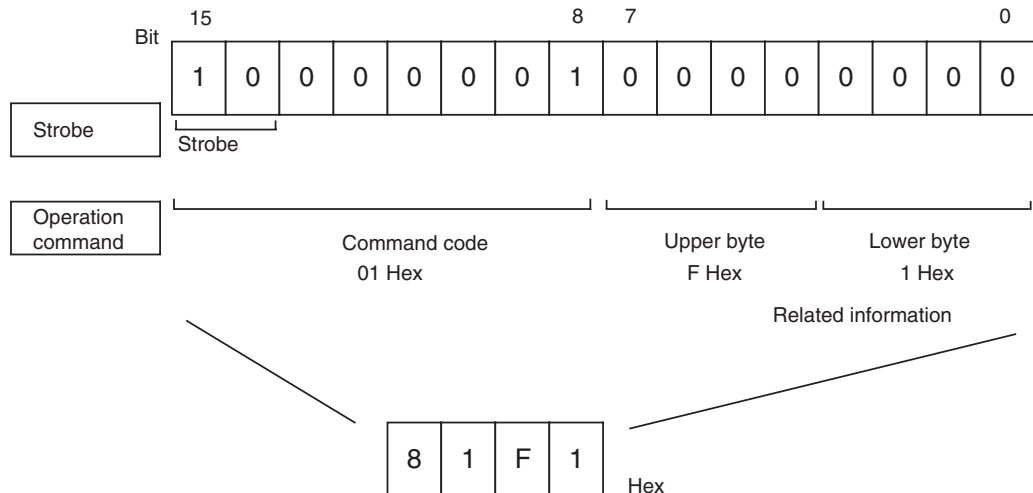 15 8 7 0
Bit
1 0 0 0 0 0 0 1 0 0 0 0 0 0 0 0
Strobe
Strobe
Operation
command
Command code Upper byte Lower byte
01 Hex F Hex 1 Hex
Related information
8 1 F 1
Hex